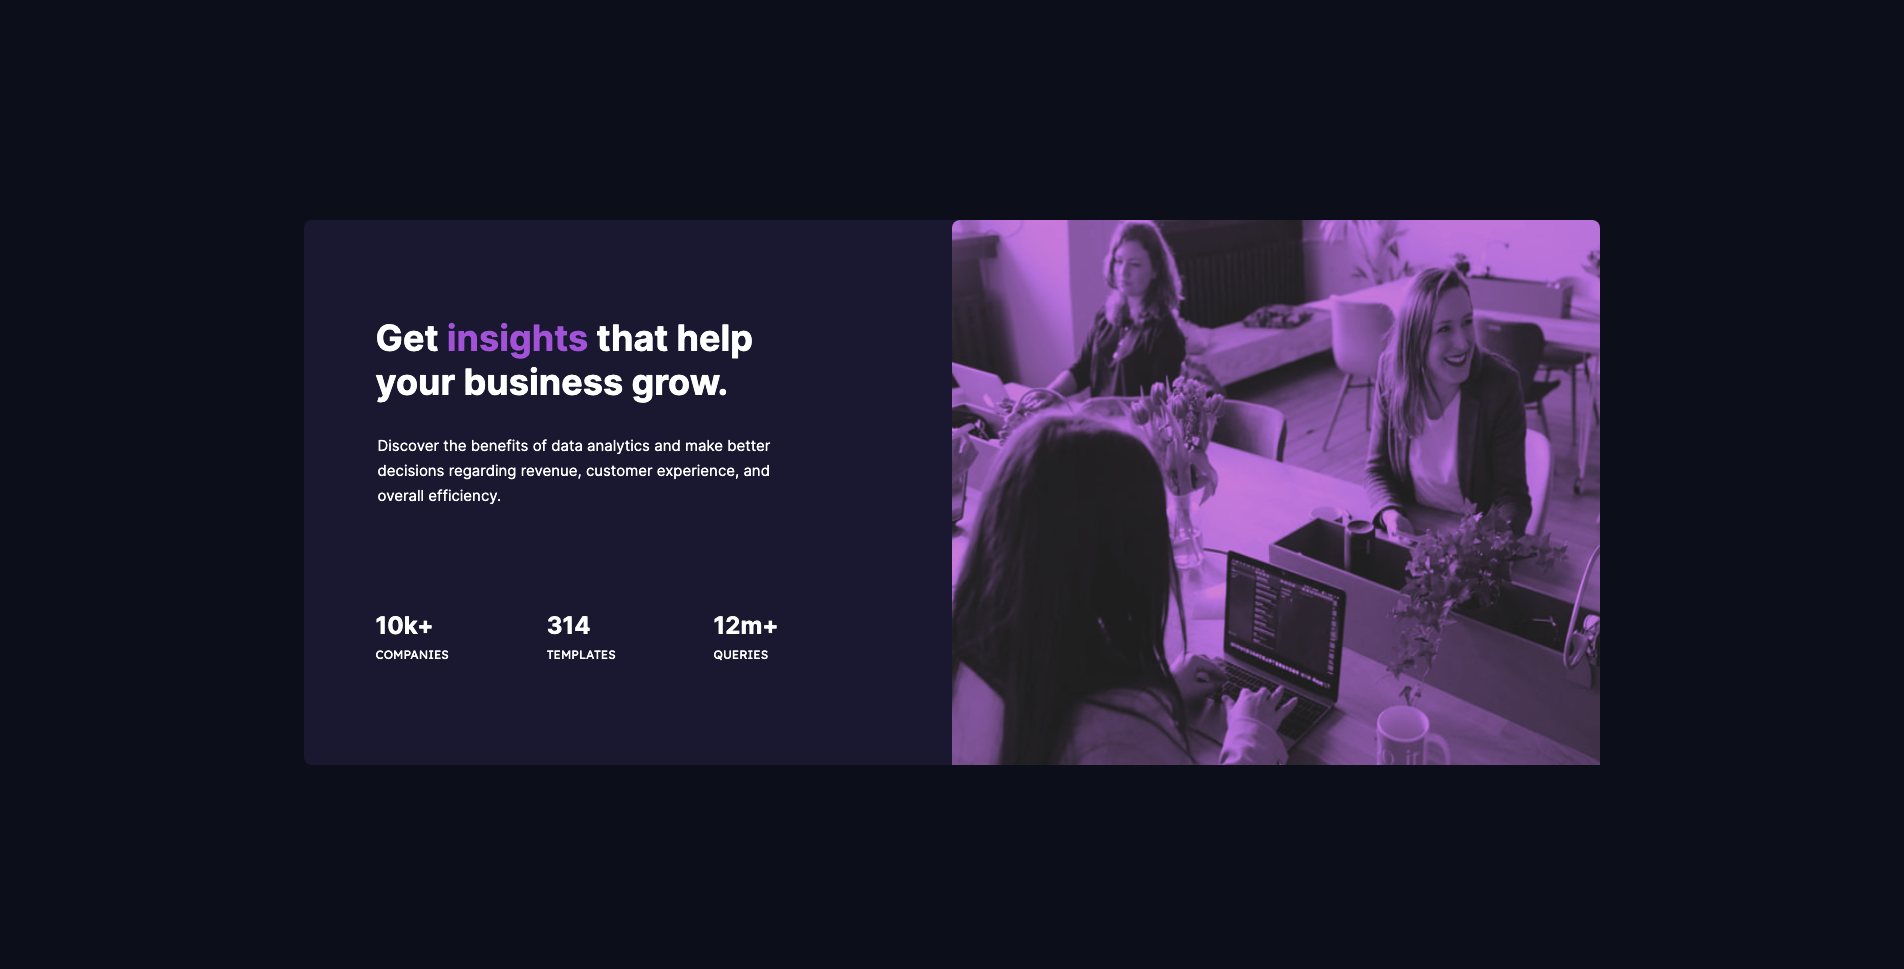 Get insights that help
your business grow.
Discover the benefits of data analytics and make better
decisions regarding revenue, customer experience, and
overall efficiency.
10k+ 314 12m+
COMPANIES TEMPLATES QUERIES